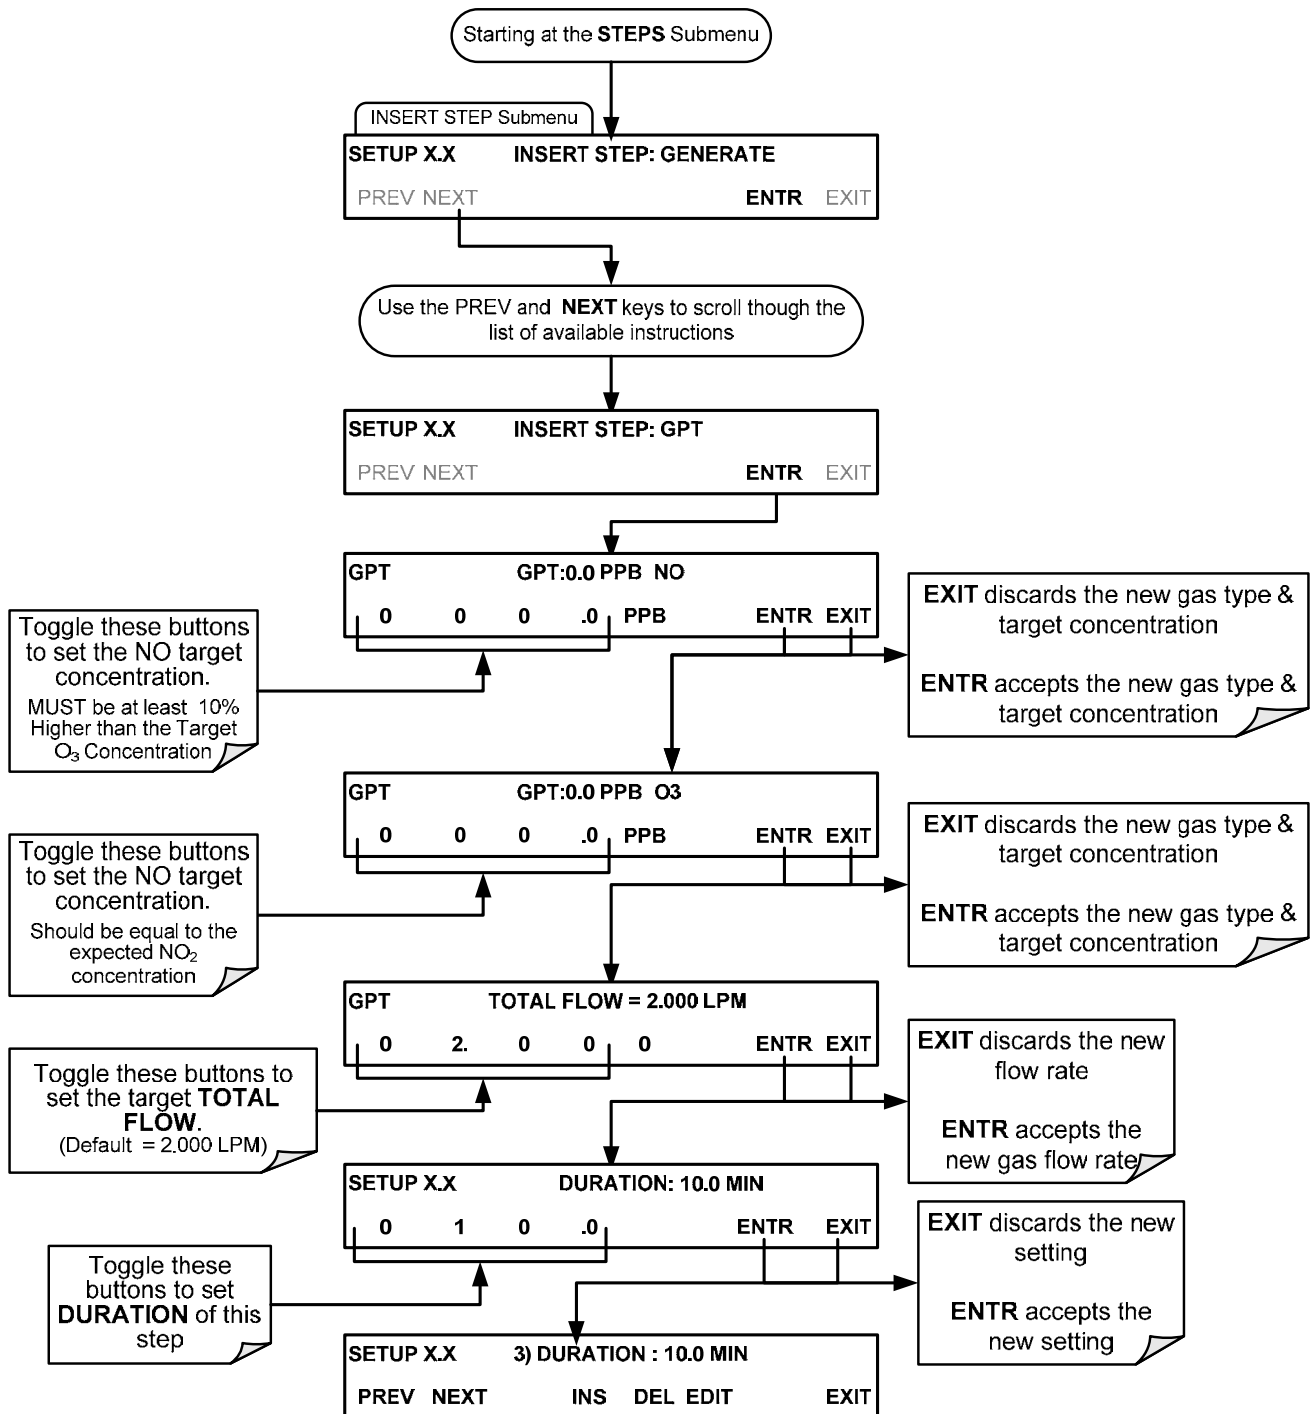 Starting at the STEPS Submenu
INSERT STEP Submenu
SETUP X.X INSERT STEP: GENERATE
PREV NEXT ENTR EXIT
Use the PREV and NEXT keys to scroll though the
list of available instructions
SETUP X.X INSERT STEP: GPT
PREV NEXT ENTR EXIT
GPT GPT:0.0 PPB NO
0 0 0 .0 PPB ENTR EXIT
Toggle these buttons
to set the NO target
concentration.
MUST be at least 10%
Higher than the Target
O₃ Concentration
EXIT discards the new gas type &
target concentration
ENTR accepts the new gas type &
target concentration
GPT GPT:0.0 PPB O3
0 0 0 .0 PPB ENTR EXIT
Toggle these buttons
to set the NO target
concentration.
Should be equal to the
expected NO₂
concentration
EXIT discards the new gas type &
target concentration
ENTR accepts the new gas type &
target concentration
GPT TOTAL FLOW = 2.000 LPM
0 2. 0 0 0 ENTR EXIT
Toggle these buttons to
set the target TOTAL
FLOW.
(Default = 2.000 LPM)
EXIT discards the new
flow rate
ENTR accepts the
new gas flow rate
SETUP X.X DURATION: 10.0 MIN
0 1 0 .0 ENTR EXIT
Toggle these
buttons to set
DURATION of this
step
EXIT discards the new
setting
ENTR accepts the
new setting
SETUP X.X 3) DURATION : 10.0 MIN
PREV NEXT INS DEL EDIT EXIT